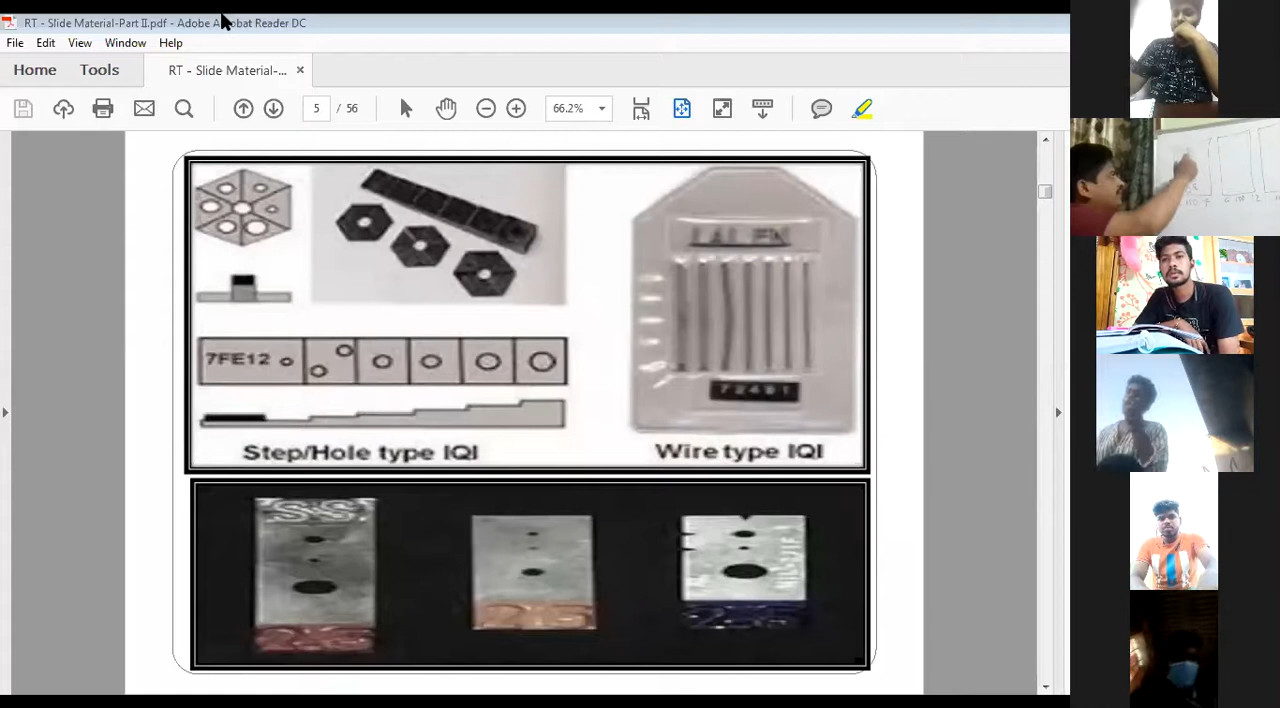 RT - Slide Material-Part II.pdf - Adobe Acrobat Reader DC
File Edit View Window Help
Home Tools RT - Slide Material-... ×
5 / 56 66.2%
7FE12
72491
Step/Hole type IQI
Wire type IQI